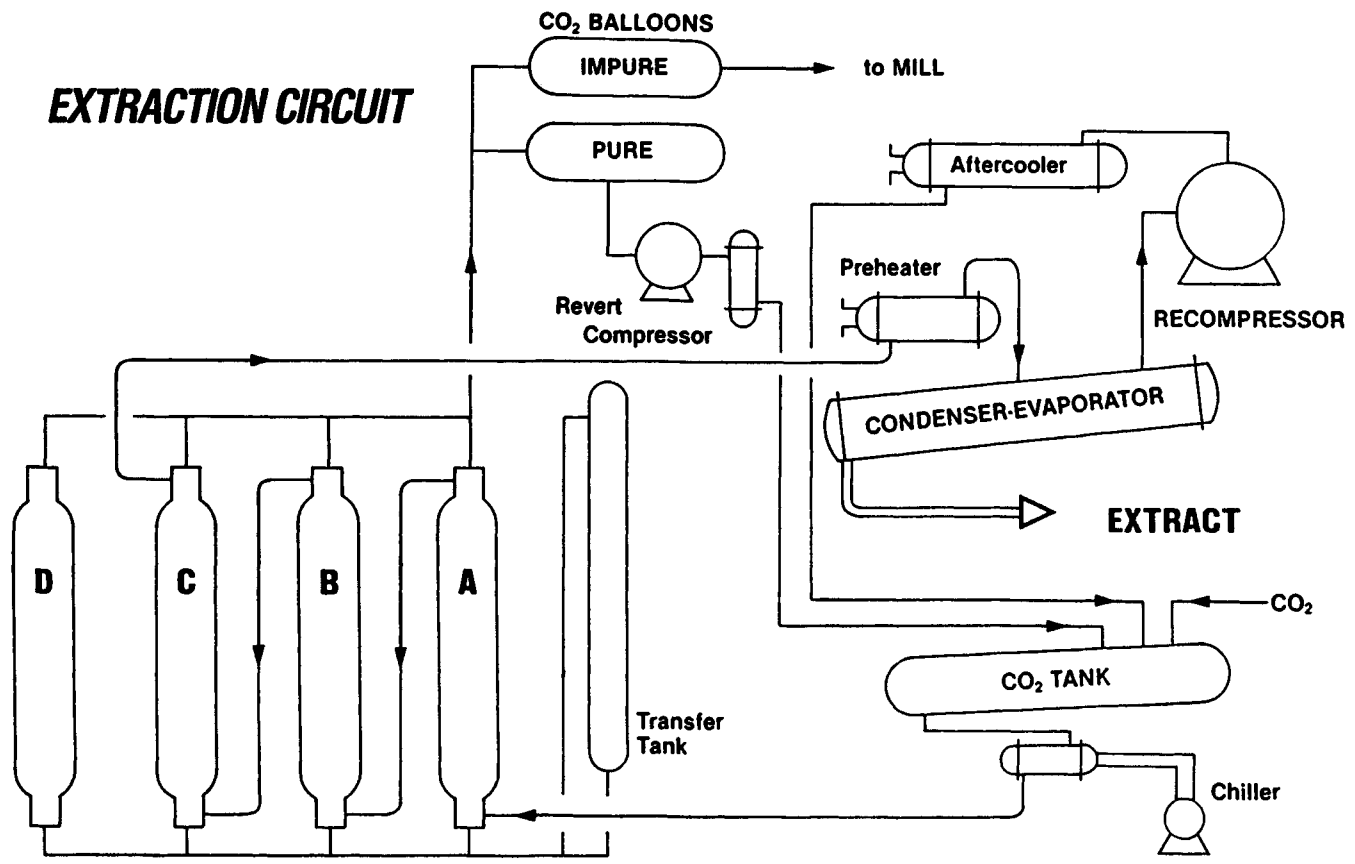 CO₂ BALLOONS
IMPURE
to MILL
EXTRACTION CIRCUIT
PURE
Aftercooler
Preheater
Revert
Compressor
RECOMPRESSOR
CONDENSER-EVAPORATOR
EXTRACT
D
C
B
A
CO₂
CO₂ TANK
Transfer
Tank
Chiller